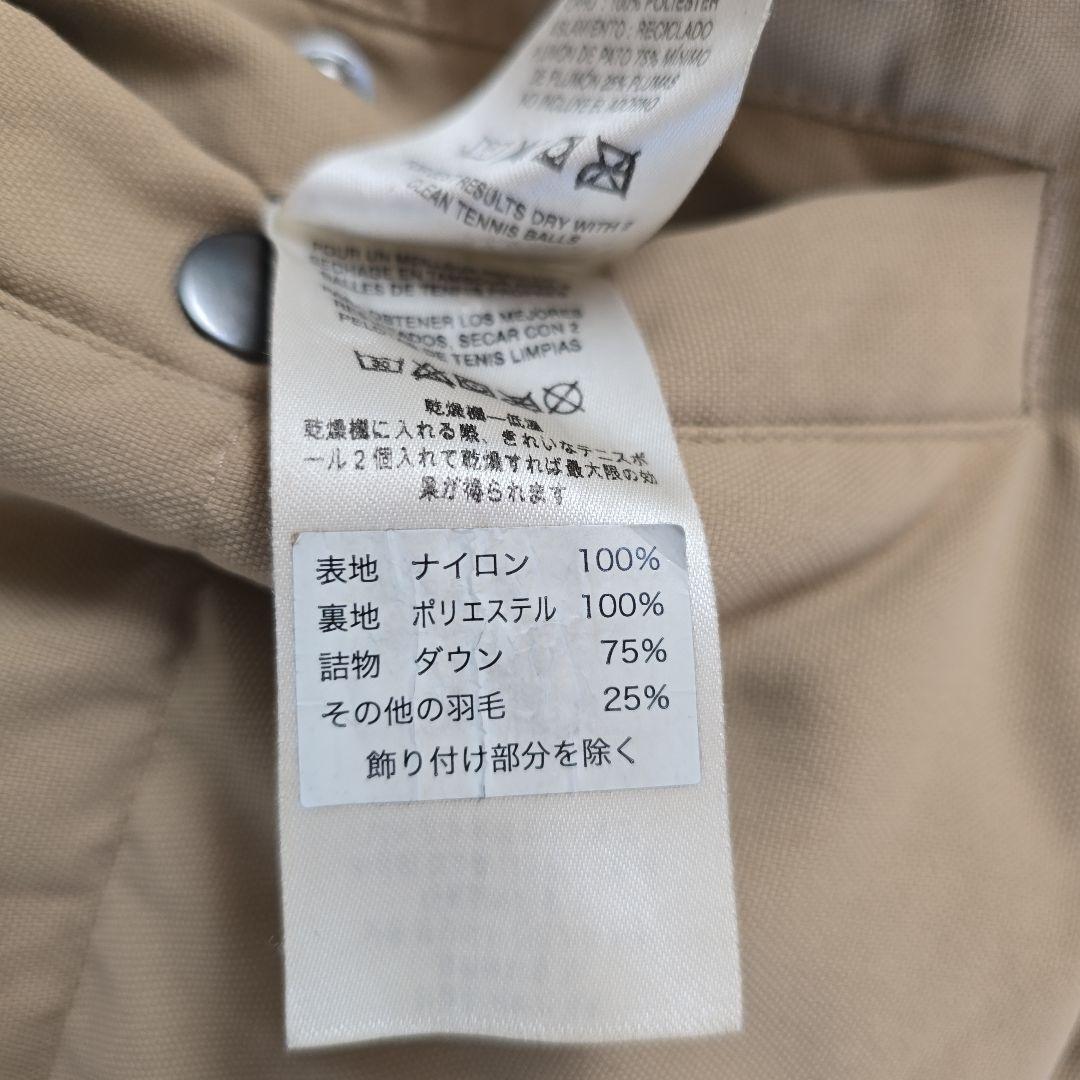 100% POLIESTER
RECICLADO
DE PATO 75% MÍNIMO
DE PLUMÓN 25% PLUMAS
NO INCLUYE EL ADORNO
RESULTS DRY WITH 2
CLEAN TENNIS BALLS
POUR UN MEILLEUR
SECHAGE EN
BALLES DE TENNIS
OBTENER LOS MEJORES
SECAR CON 2
DE TENIS LIMPIAS
乾燥機—低温
乾燥機に入れる際、きれいなテニスボ
ール2個入れて乾燥すれば最大限の効
果が得られます
表地 ナイロン 100%
裏地 ポリエステル 100%
詰物 ダウン 75%
その他の羽毛 25%
飾り付け部分を除く